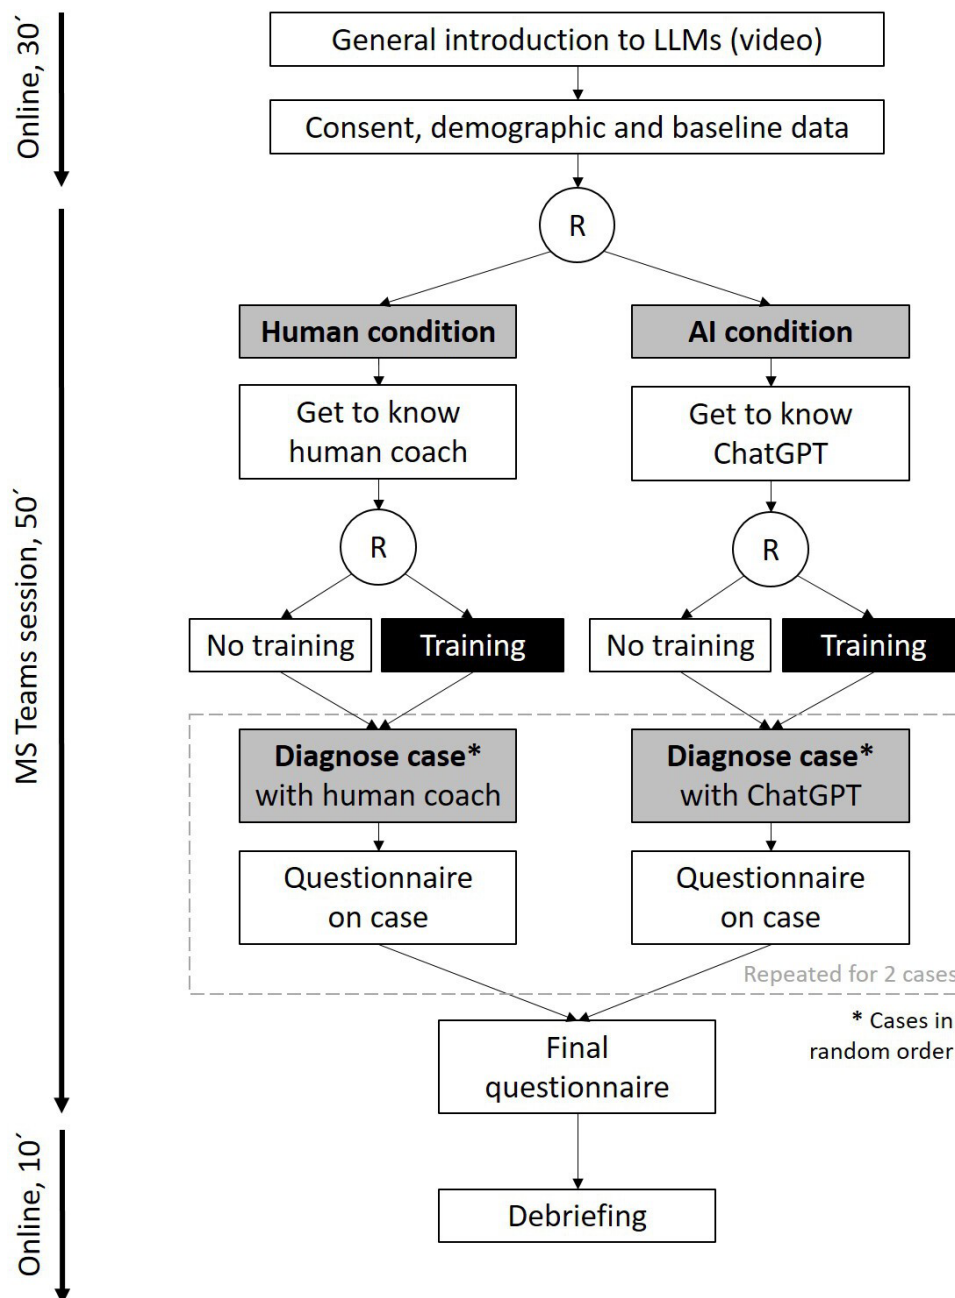 Online, 30´
General introduction to LLMs (video)
Consent, demographic and baseline data
MS Teams session, 50´
R
Human condition
AI condition
Get to know
human coach
Get to know
ChatGPT
R
R
No training
Training
No training
Training
Diagnose case*
with human coach
Diagnose case*
with ChatGPT
Questionnaire
on case
Questionnaire
on case
Repeated for 2 cases
* Cases in
random order
Final
questionnaire
Online, 10´
Debriefing